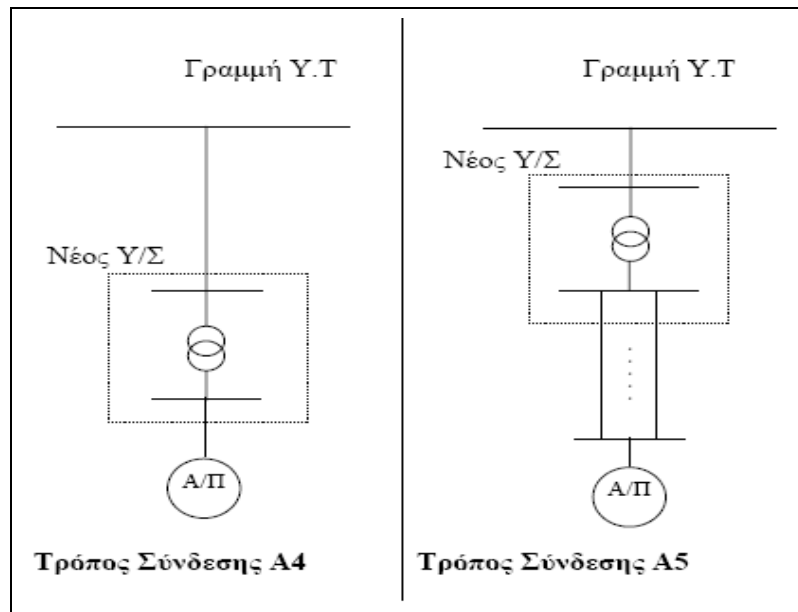 Γραμμή Υ.Τ
Νέος Υ/Σ
Α/Π
Τρόπος Σύνδεσης Α4
Γραμμή Υ.Τ
Νέος Υ/Σ
Α/Π
Τρόπος Σύνδεσης Α5